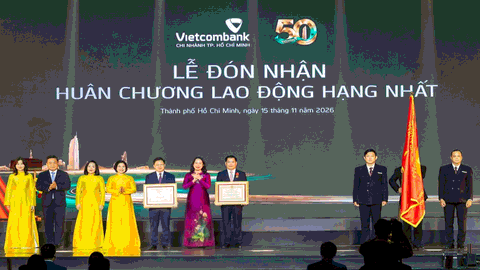 Vietcombank
CHI NHÁNH TP. HỒ CHÍ MINH
50
LỄ ĐÓN NHẬN
HUÂN CHƯƠNG LAO ĐỘNG HẠNG NHẤT
Thành phố Hồ Chí Minh, ngày 15 tháng 11 năm 2026